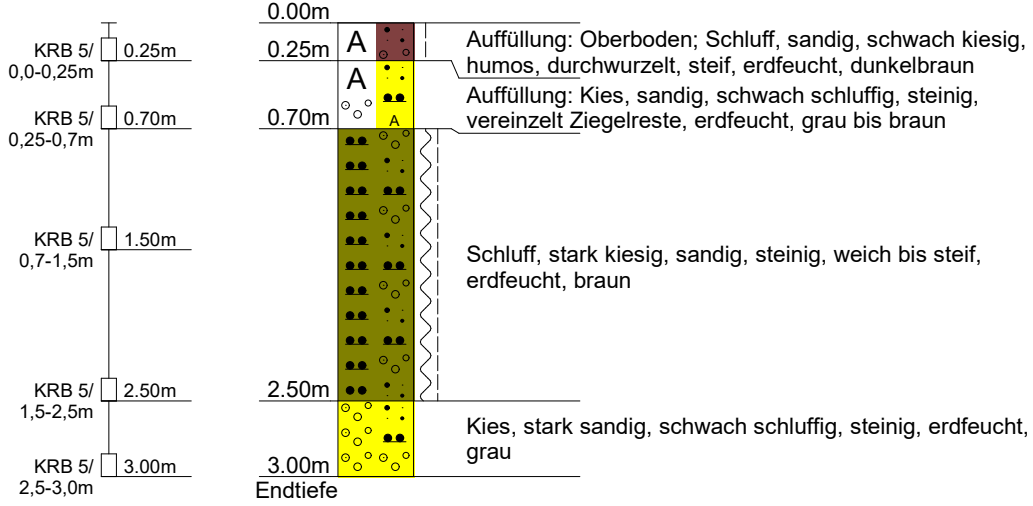 0.00m
KRB 5/
0.25m
0,0-0,25m
0.25m
A
Auffüllung: Oberboden; Schluff, sandig, schwach kiesig,
humos, durchwurzelt, steif, erdfeucht, dunkelbraun
KRB 5/
0.70m
0,25-0,7m
0.70m
A
A
Auffüllung: Kies, sandig, schwach schluffig, steinig,
vereinzelt Ziegelreste, erdfeucht, grau bis braun
KRB 5/
1.50m
0,7-1,5m
Schluff, stark kiesig, sandig, steinig, weich bis steif,
erdfeucht, braun
KRB 5/
2.50m
1,5-2,5m
2.50m
Kies, stark sandig, schwach schluffig, steinig, erdfeucht,
grau
KRB 5/
3.00m
2,5-3,0m
3.00m
Endtiefe